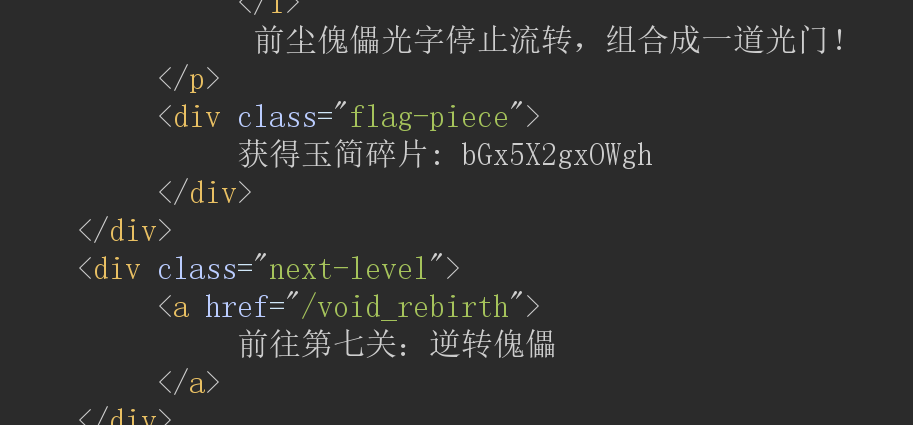 </i>
前尘傀儡光字停止流转，组合成一道光门！
</p>
<div class="flag-piece">
获得玉简碎片：bGx5X2gxOWgh
</div>
</div>
<div class="next-level">
<a href="/void_rebirth">
前往第七关：逆转傀儡
</a>
</div>